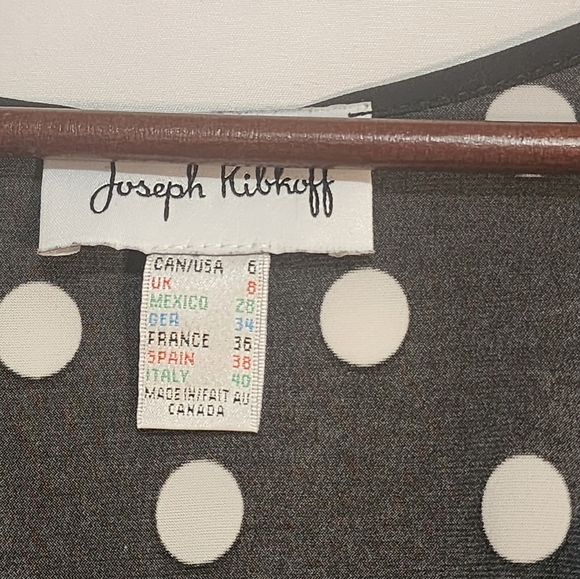 Joseph Ribkoff
CAN/USA 6
UK 8
MEXICO 28
GER 34
FRANCE 36
SPAIN 38
ITALY 40
MADE IN/FAIT AU
CANADA